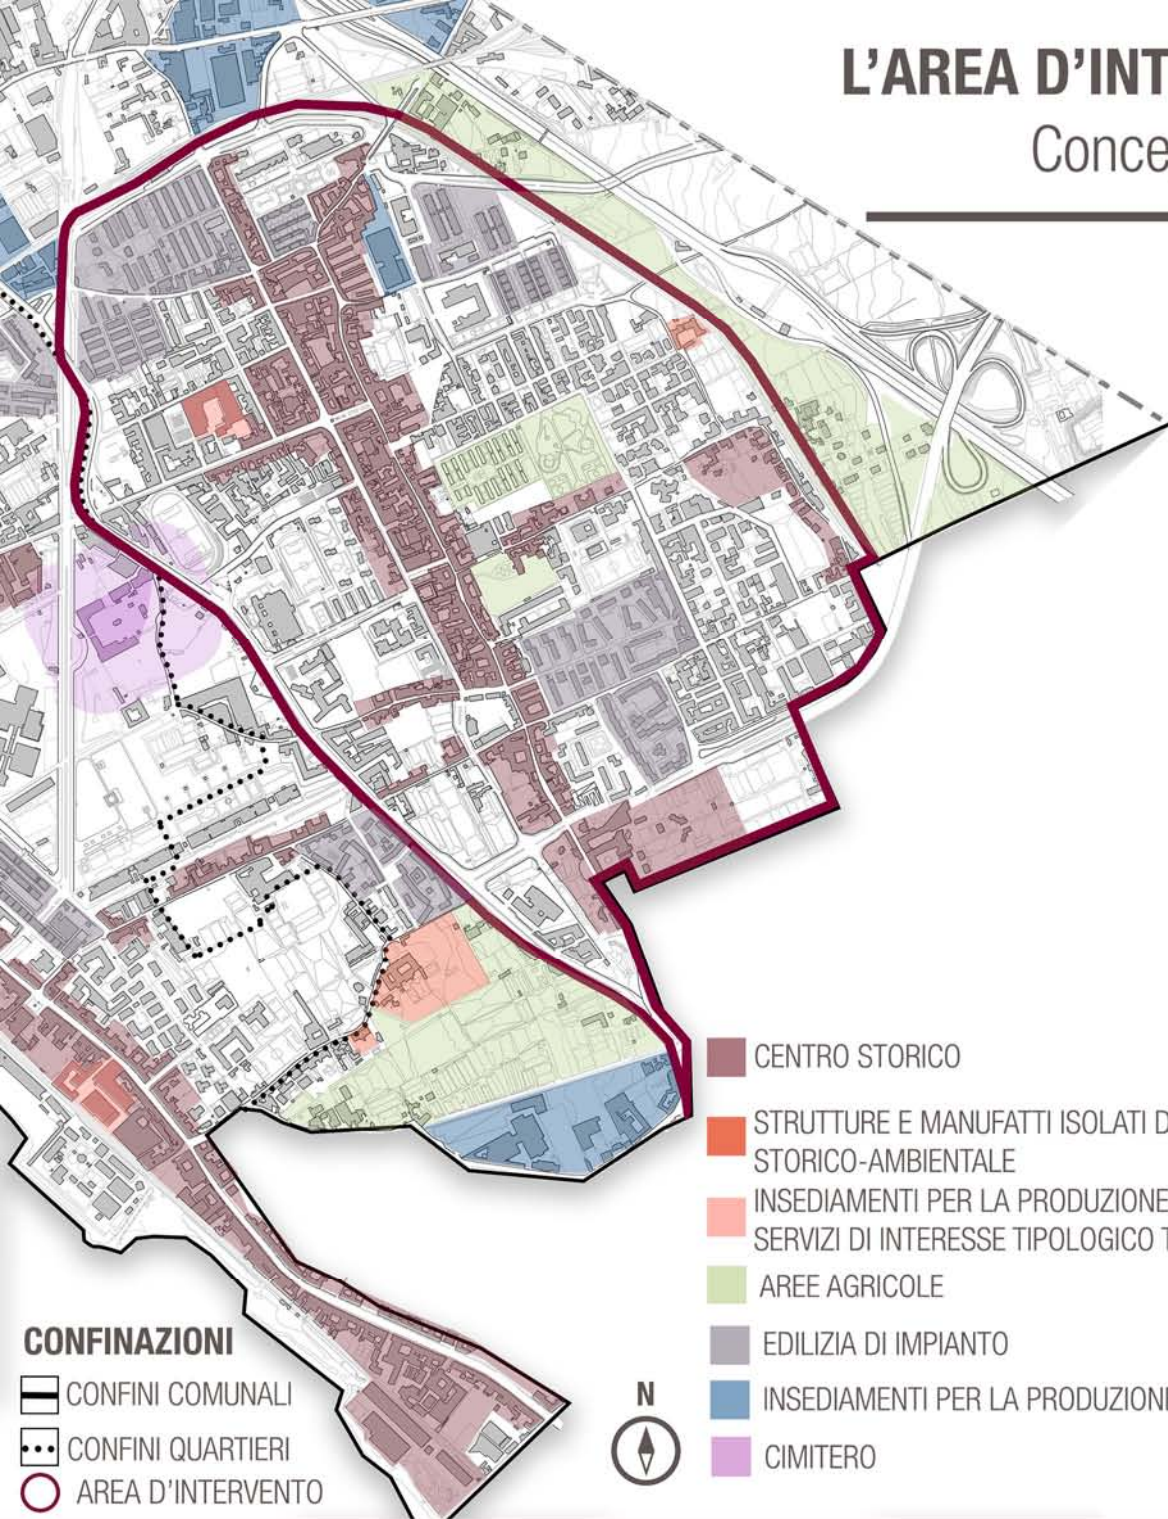 L'AREA D'INT
Conce
CENTRO STORICO
STRUTTURE E MANUFATTI ISOLATI D
STORICO-AMBIENTALE
INSEDIAMENTI PER LA PRODUZIONE
SERVIZI DI INTERESSE TIPOLOGICO T
AREE AGRICOLE
EDILIZIA DI IMPIANTO
INSEDIAMENTI PER LA PRODUZIONE
CIMITERO
N
CONFINAZIONI
CONFINI COMUNALI
CONFINI QUARTIERI
AREA D'INTERVENTO